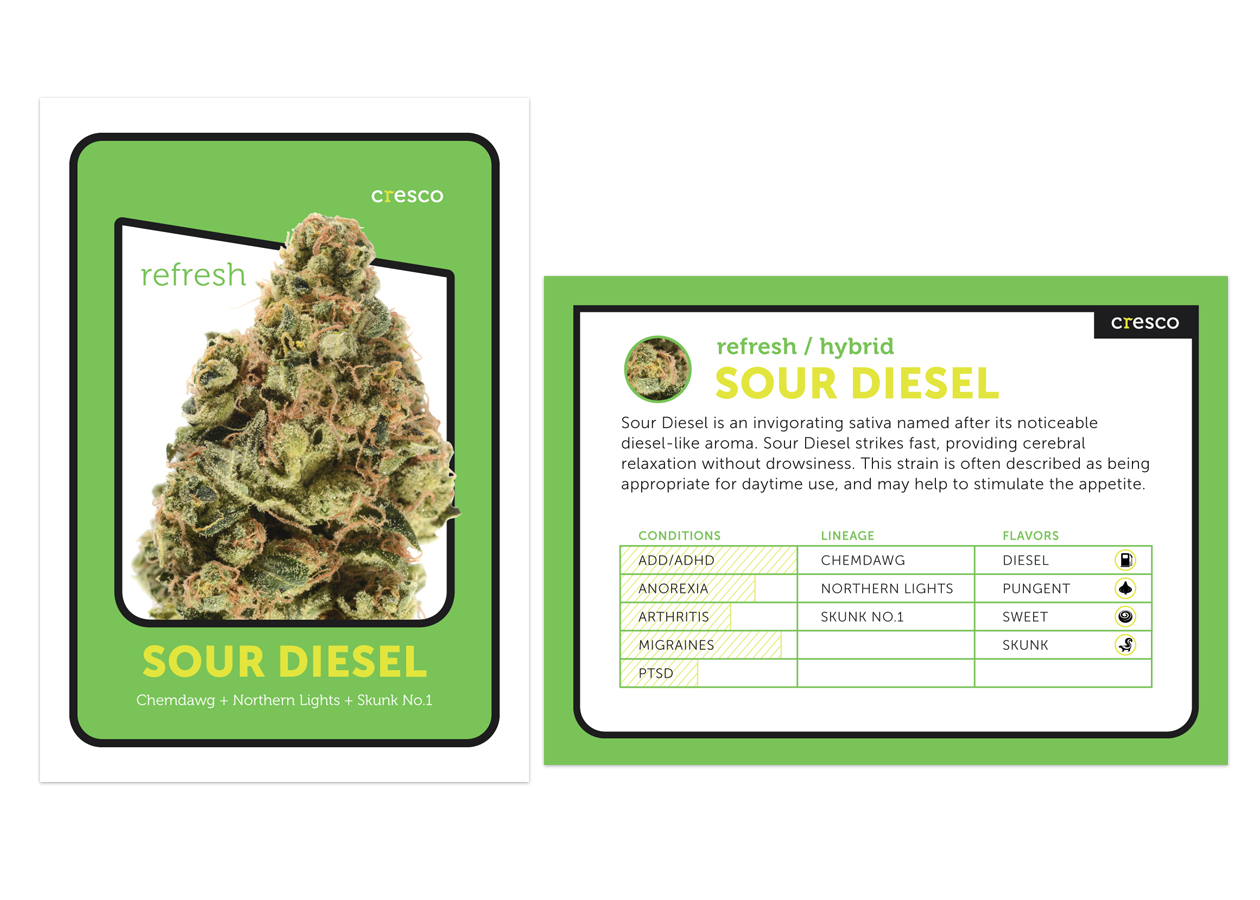 cresco
refresh
SOUR DIESEL
Chemdawg + Northern Lights + Skunk No.1
cresco
refresh / hybrid
SOUR DIESEL
Sour Diesel is an invigorating sativa named after its noticeable
diesel-like aroma. Sour Diesel strikes fast, providing cerebral
relaxation without drowsiness. This strain is often described as being
appropriate for daytime use, and may help to stimulate the appetite.
CONDITIONS LINEAGE FLAVORS
ADD/ADHD CHEMDAWG DIESEL
ANOREXIA NORTHERN LIGHTS PUNGENT
ARTHRITIS SKUNK NO.1 SWEET
MIGRAINES SKUNK
PTSD